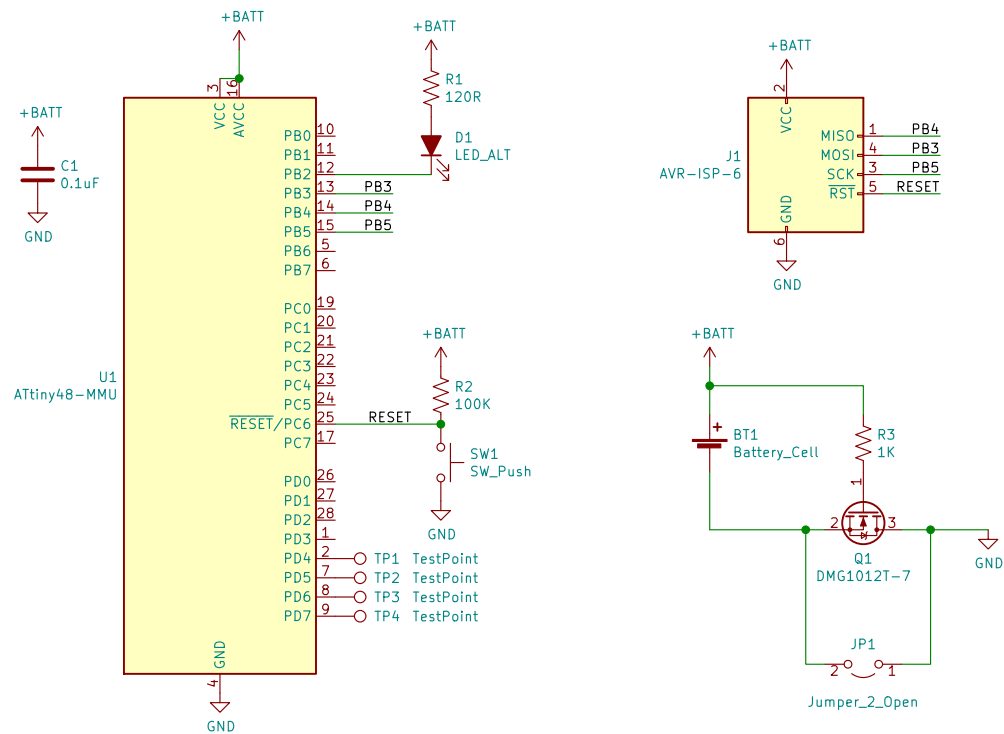 +BATT
+BATT
+BATT
+BATT
C1
0.1uF
GND
U1
ATtiny48-MMU
3
16
VCC
AVCC
PB0 10
PB1 11
PB2 12
PB3 13 PB3
PB4 14 PB4
PB5 15 PB5
PB6 5
PB7 6
PC0 19
PC1 20
PC2 21
PC3 22
PC4 23
PC5 24
RESET/PC6 25 RESET
PC7 17
PD0 26
PD1 27
PD2 28
PD3 1
PD4 2 TP1 TestPoint
PD5 7 TP2 TestPoint
PD6 8 TP3 TestPoint
PD7 9 TP4 TestPoint
GND
4
GND
R1
120R
D1
LED_ALT
+BATT
R2
100K
SW1
SW_Push
GND
2
VCC
J1
AVR-ISP-6
MISO 1 PB4
MOSI 4 PB3
SCK 3 PB5
RST 5 RESET
GND
6
GND
+BATT
+
BT1
Battery_Cell
R3
1K
1
2 3
Q1
DMG1012T-7
GND
JP1
2 1
Jumper_2_Open